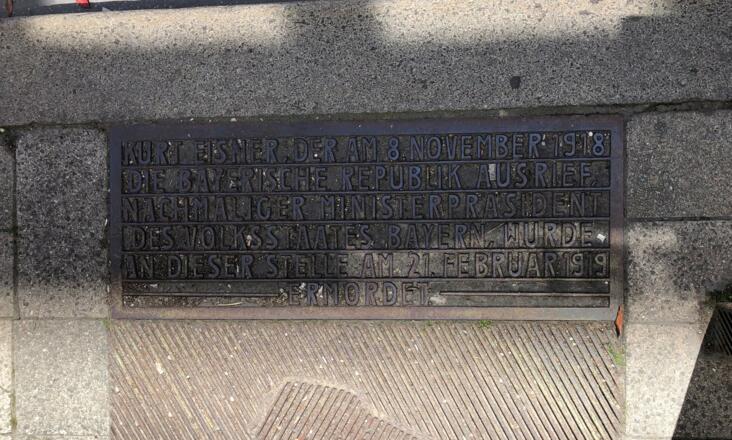 KURT EISNER, DER AM 8. NOVEMBER 1918
DIE BAYERISCHE REPUBLIK AUSRIEF,
NACHMALIGER MINISTERPRÄSIDENT
DES VOLKSSTAATES BAYERN, WURDE
AN DIESER STELLE AM 21. FEBRUAR 1919
ERMORDET